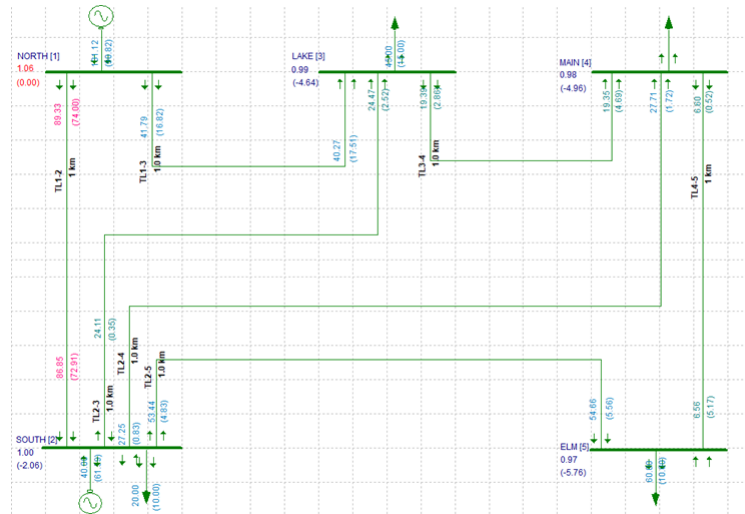 NORTH [1]
1.06
(0.00)
LAKE [3]
0.99
(-4.64)
MAIN [4]
0.98
(-4.96)
89.33
(74.00)
41.79
(16.82)
40.27
(17.51)
24.47
(2.52)
19.35
(4.69)
27.71
(1.72)
6.60
(0.52)
TL1-2
1 km
TL1-3
1.0 km
TL3-4
1.0 km
TL4-5
1 km
24.11
(0.35)
86.85
(72.91)
TL2-3
1.0 km
TL2-4
1.0 km
TL2-5
1.0 km
27.25
(0.83)
53.44
(4.83)
54.66
(5.56)
6.56
(5.17)
SOUTH [2]
1.00
(-2.06)
20.00
(10.00)
ELM [5]
0.97
(-5.76)